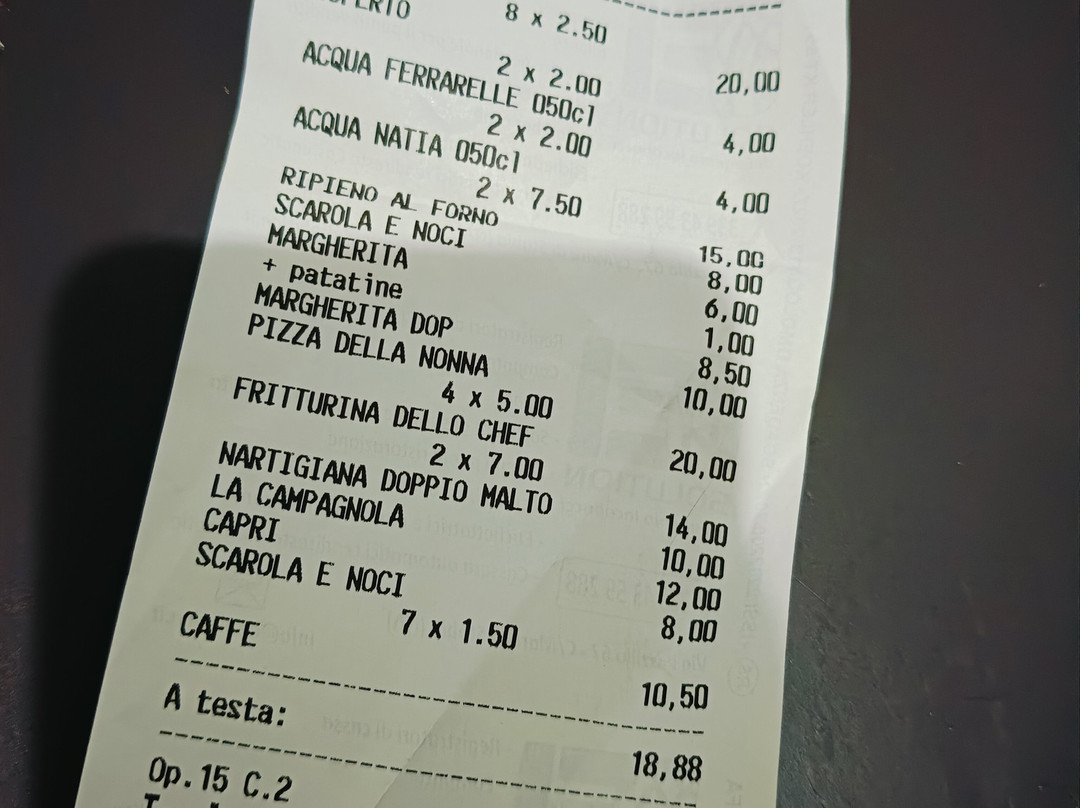 8 x 2.50
20,00
2 x 2.00
ACQUA FERRARELLE 050cl 4,00
2 x 2.00
ACQUA NATIA 050cl 4,00
2 x 7.50
RIPIENO AL FORNO 15,00
SCAROLA E NOCI 8,00
MARGHERITA 6,00
+ patatine 1,00
MARGHERITA DOP 8,50
PIZZA DELLA NONNA 10,00
4 x 5.00
FRITTURINA DELLO CHEF 20,00
2 x 7.00
NARTIGIANA DOPPIO MALTO 14,00
LA CAMPAGNOLA 10,00
CAPRI 12,00
SCAROLA E NOCI 8,00
7 x 1.50
CAFFE 10,50
A testa: 18,88
Op.15 C.2